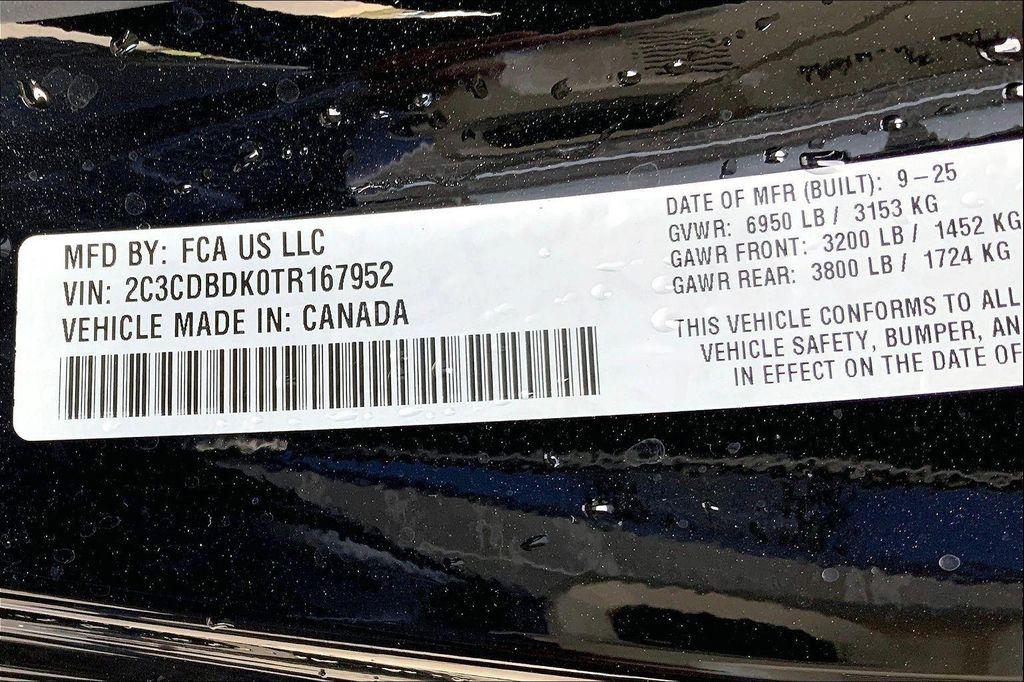 MFD BY: FCA US LLC
VIN: 2C3CDBDK0TR167952
VEHICLE MADE IN: CANADA
DATE OF MFR (BUILT): 9-25
GVWR: 6950 LB / 3153 KG
GAWR FRONT: 3200 LB / 1452 KG
GAWR REAR: 3800 LB / 1724 KG
THIS VEHICLE CONFORMS TO ALL
VEHICLE SAFETY, BUMPER, AN
IN EFFECT ON THE DATE OF